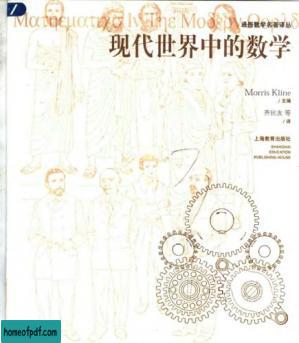 Mathematics In The Modern World
通俗数学名著译丛
现代世界中的数学
Morris Kline
/主编
齐民友 等
/译
上海教育出版社
SHANGHAI
EDUCATION
PUBLISHING HOUSE
homeofpdf.com